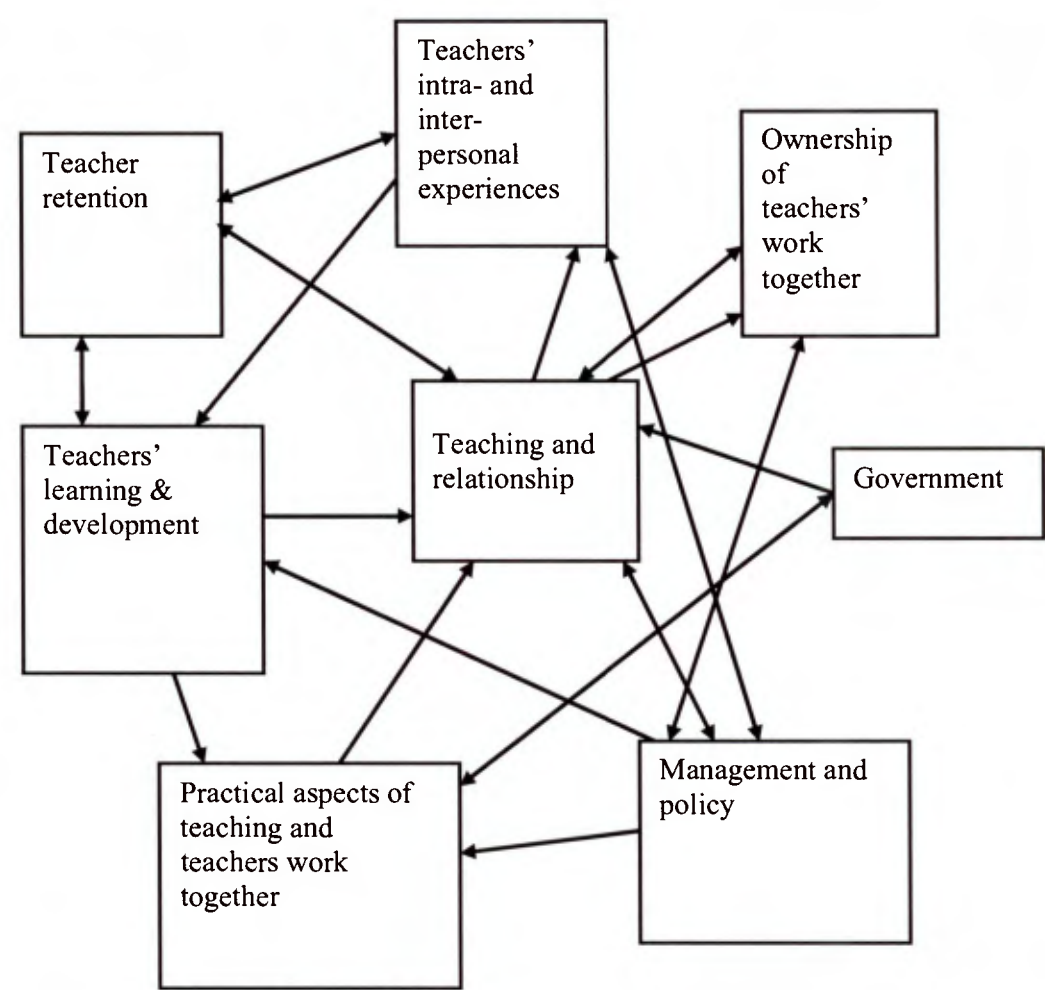 Teachers’
intra- and
inter-
personal
experiences
Teacher
retention
Ownership
of
teachers’
work
together
Teaching and
relationship
Government
Teachers’
learning &
development
Management and
policy
Practical aspects of
teaching and
teachers work
together